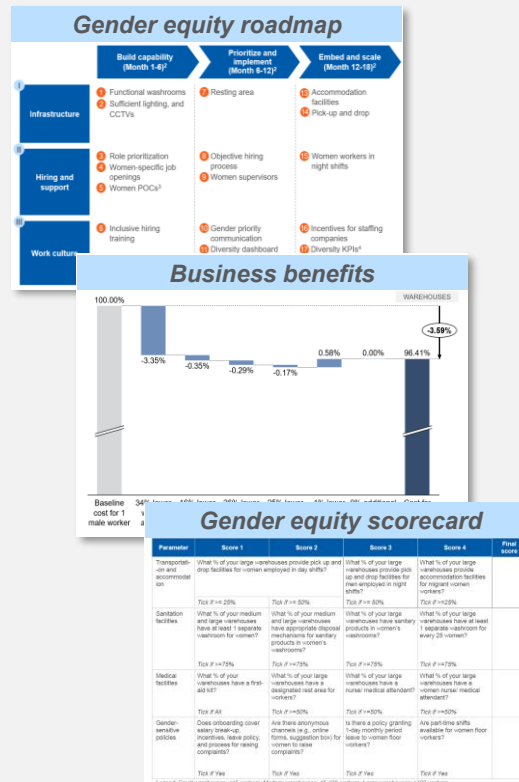 Gender equity roadmap
Build capability
(Month 1-6)²
Prioritize and
implement
(Month 6-12)²
Embed and scale
(Month 12-18)²
I
Infrastructure
1 Functional washrooms
2 Sufficient lighting, and
CCTVs
7 Resting area
13 Accommodation
facilities
14 Pick-up and drop
II
Hiring and
support
3 Role prioritization
4 Women-specific job
openings
5 Women POCs³
8 Objective hiring
process
9 Women supervisors
15 Women workers in
night shifts
III
Work culture
6 Inclusive hiring
training
10 Gender priority
communication
11 Diversity dashboard
16 Incentives for staffing
companies
17 Diversity KPIs⁴
Business benefits
WAREHOUSES
100.00%
-3.59%
-3.35%
-0.35%
-0.29%
-0.17%
0.58%
0.00%
96.41%
Baseline
cost for 1
male worker
Gender equity scorecard
Parameter
Score 1
Score 2
Score 3
Score 4
Final
score
Transportati-
-on and
accommodat
ion
What % of your large warehouses provide pick up and
drop facilities for women employed in day shifts?
Tick if >= 25%
Tick if >= 50%
What % of your large
warehouses provide pick
up and drop facilities for
men employed in night
shifts?
Tick if >= 50%
What % of your large
warehouses provide
accommodation facilities
for migrant women
workers?
Tick if >=25%
Sanitation
facilities
What % of your medium
and large warehouses
have at least 1 separate
washroom for women?
Tick if >=75%
What % of your medium
and large warehouses
have appropriate disposal
mechanisms for sanitary
products in women's
washrooms?
Tick if >=75%
What % of your large
warehouses have sanitary
products in women's
washrooms?
Tick if >=75%
What % of your large
warehouses have at least
1 separate washroom for
every 25 women?
Tick if >=75%
Medical
facilities
What % of your
warehouses have a first-
aid kit?
Tick if All
What % of your large
warehouses have a
designated rest area for
workers?
Tick if >=50%
What % of your large
warehouses have a
nurse/ medical attendant?
Tick if >=50%
What % of your large
warehouses have a
women nurse/ medical
attendant?
Tick if >=50%
Gender-
sensitive
policies
Does onboarding cover
salary break-up,
incentives, leave policy,
and process for raising
complaints?
Tick if Yes
Are there anonymous
channels (e.g., online
forms, suggestion box) for
women to raise
complaints?
Tick if Yes
Is there a policy granting
1-day monthly period
leave to women floor
workers?
Tick if Yes
Are part-time shifts
available for women floor
workers?
Tick if Yes